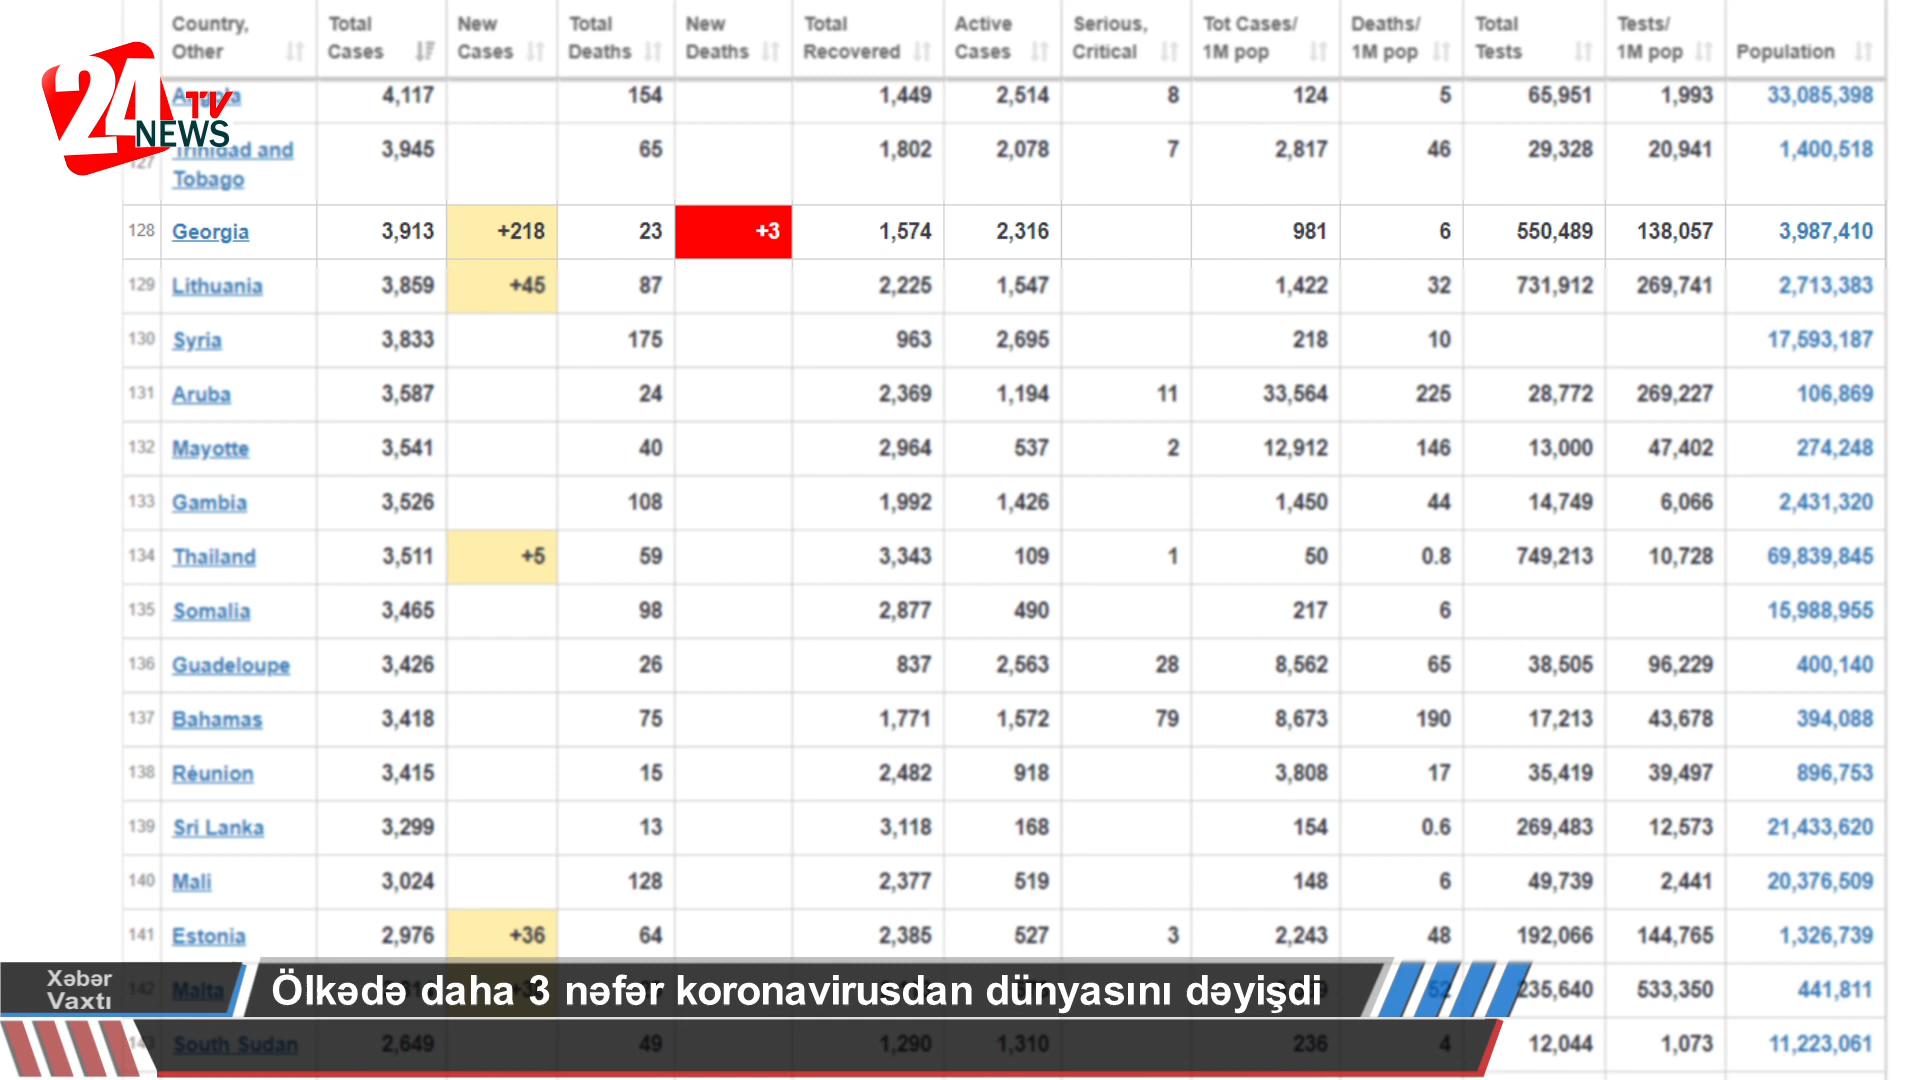 Country, Other Total Cases New Cases Total Deaths New Deaths Total Recovered Active Cases Serious, Critical Tot Cases/ 1M pop Deaths/ 1M pop Total Tests Tests/ 1M pop Population
24 TV NEWS
Angola 4,117 154 1,449 2,514 8 124 5 65,951 1,993 33,085,398
127 Trinidad and Tobago 3,945 65 1,802 2,078 7 2,817 46 29,328 20,941 1,400,518
128 Georgia 3,913 +218 23 +3 1,574 2,316 981 6 550,489 138,057 3,987,410
129 Lithuania 3,859 +45 87 2,225 1,547 1,422 32 731,912 269,741 2,713,383
130 Syria 3,833 175 963 2,695 218 10 17,593,187
131 Aruba 3,587 24 2,369 1,194 11 33,564 225 28,772 269,227 106,869
132 Mayotte 3,541 40 2,964 537 2 12,912 146 13,000 47,402 274,248
133 Gambia 3,526 108 1,992 1,426 1,450 44 14,749 6,066 2,431,320
134 Thailand 3,511 +5 59 3,343 109 1 50 0.8 749,213 10,728 69,839,845
135 Somalia 3,465 98 2,877 490 217 6 15,988,955
136 Guadeloupe 3,426 26 837 2,563 28 8,562 65 38,505 96,229 400,140
137 Bahamas 3,418 75 1,771 1,572 79 8,673 190 17,213 43,678 394,088
138 Réunion 3,415 15 2,482 918 3,808 17 35,419 39,497 896,753
139 Sri Lanka 3,299 13 3,118 168 154 0.6 269,483 12,573 21,433,620
140 Mali 3,024 128 2,377 519 148 6 49,739 2,441 20,376,509
141 Estonia 2,976 +36 64 2,385 527 3 2,243 48 192,066 144,765 1,326,739
142 Malta 52 235,640 533,350 441,811
Xəbər Vaxtı
Ölkədə daha 3 nəfər koronavirusdan dünyasını dəyişdi
143 South Sudan 2,649 49 1,290 1,310 236 4 12,044 1,073 11,223,061